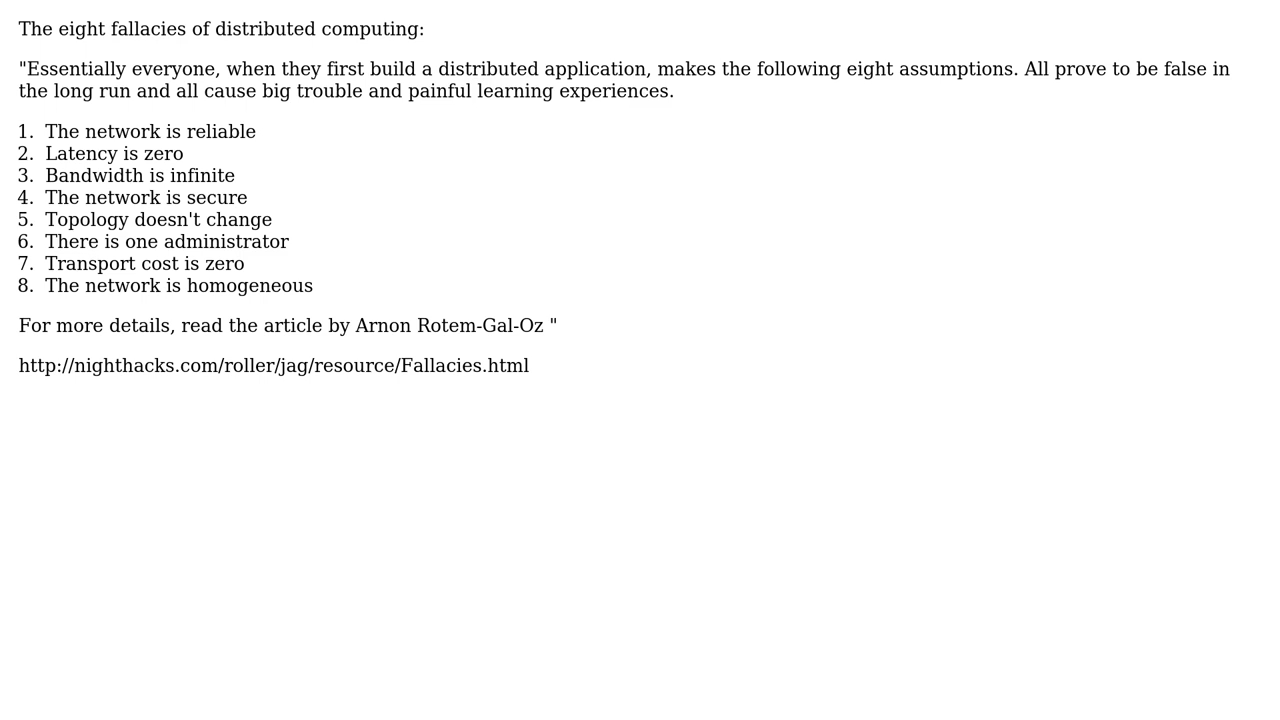 The eight fallacies of distributed computing:
"Essentially everyone, when they first build a distributed application, makes the following eight assumptions. All prove to be false in
the long run and all cause big trouble and painful learning experiences.
1. The network is reliable
2. Latency is zero
3. Bandwidth is infinite
4. The network is secure
5. Topology doesn't change
6. There is one administrator
7. Transport cost is zero
8. The network is homogeneous
For more details, read the article by Arnon Rotem-Gal-Oz "
http://nighthacks.com/roller/jag/resource/Fallacies.html